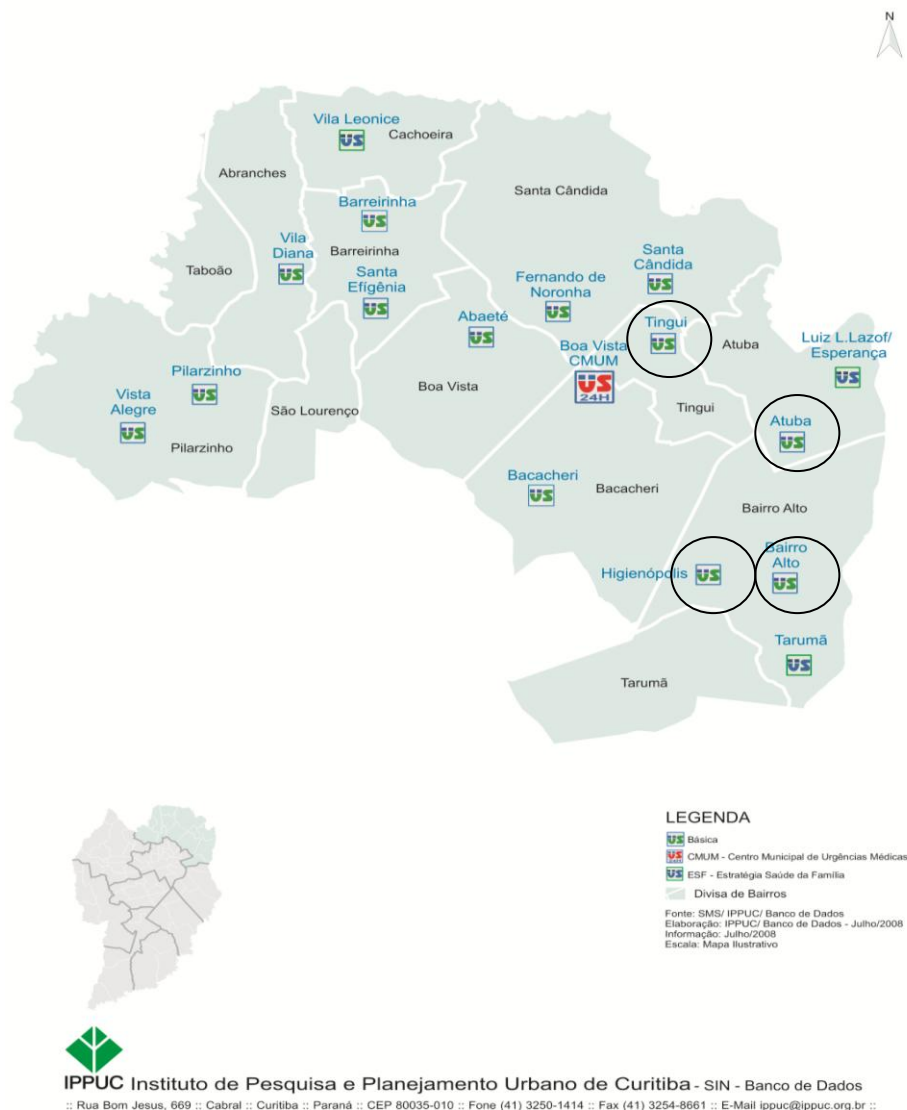 N
Vila Leonice
Cachoeira
US
Abranches
Santa Cândida
Barreirinha
US
Barreirinha
Vila
Diana
US
Taboão
Santa
Efigênia
US
Santa
Cândida
US
Fernando de
Noronha
US
Abaeté
US
Tingui
US
Atuba
Luiz L.Lazof/
Esperança
US
Boa Vista
CMUM
US
24H
Boa Vista
Pilarzinho
US
São Lourenço
Vista
Alegre
US
Pilarzinho
Tingui
Atuba
US
Bacacheri
US
Bacacheri
Bairro Alto
Higienópolis
US
Bairro
Alto
US
Tarumã
US
Tarumã
LEGENDA
US Básica
US CMUM - Centro Municipal de Urgências Médicas
US ESF - Estratégia Saúde da Família
Divisa de Bairros
Fonte: SMS/ IPPUC/ Banco de Dados
Elaboração: IPPUC/ Banco de Dados - Julho/2008
Informação: Julho/2008
Escala: Mapa Ilustrativo
IPPUC Instituto de Pesquisa e Planejamento Urbano de Curitiba - SIN - Banco de Dados
:: Rua Bom Jesus, 669 :: Cabral :: Curitiba :: Paraná :: CEP 80035-010 :: Fone (41) 3250-1414 :: Fax (41) 3254-8661 :: E-Mail ippuc@ippuc.org.br ::